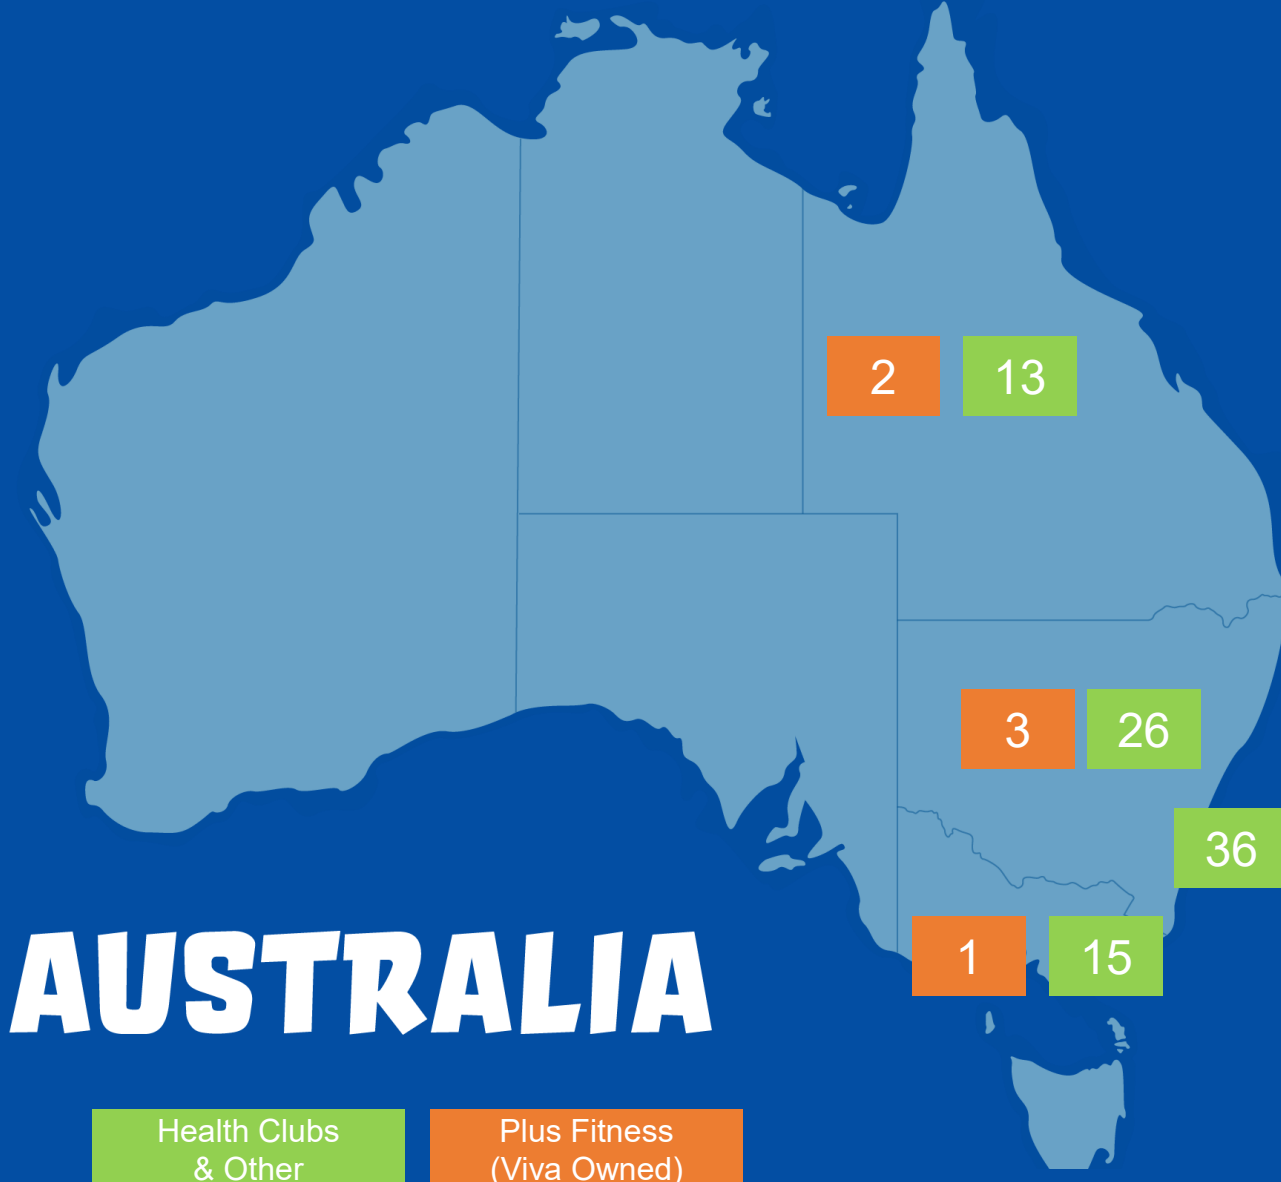 2 13
3 26
36
1 15
AUSTRALIA
Health Clubs
& Other
Plus Fitness
(Viva Owned)